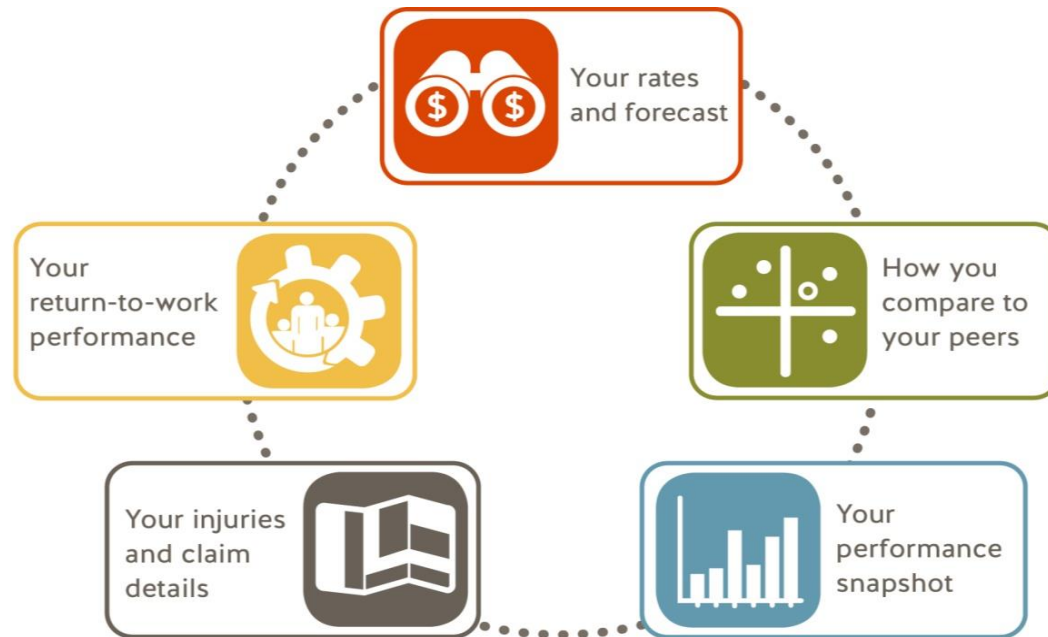 $ $
Your rates
and forecast
Your
return-to-work
performance
How you
compare to
your peers
Your injuries
and claim
details
Your
performance
snapshot